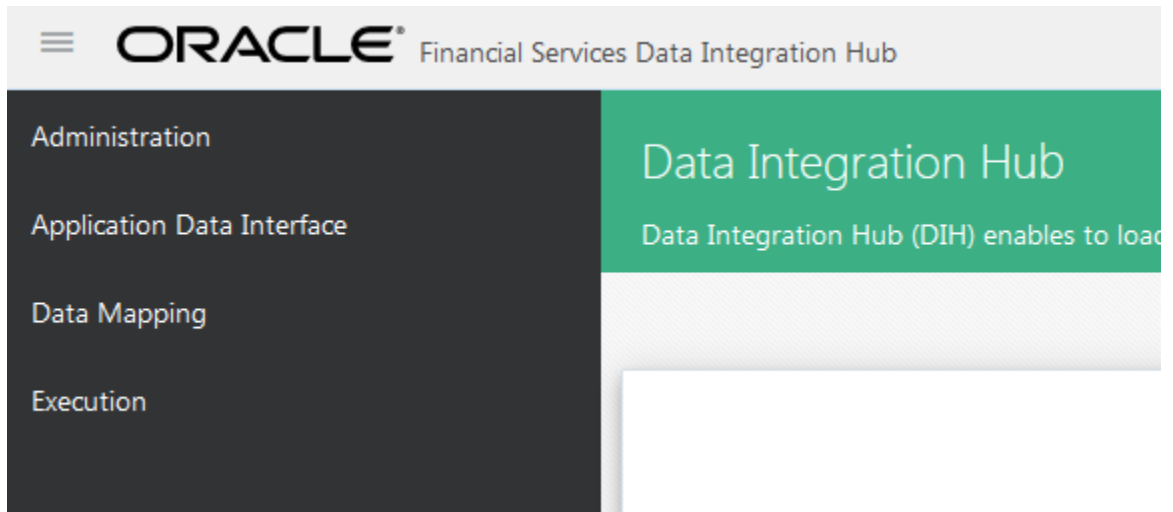 ORACLE® Financial Services Data Integration Hub
Administration
Application Data Interface
Data Mapping
Execution
Data Integration Hub
Data Integration Hub (DIH) enables to load